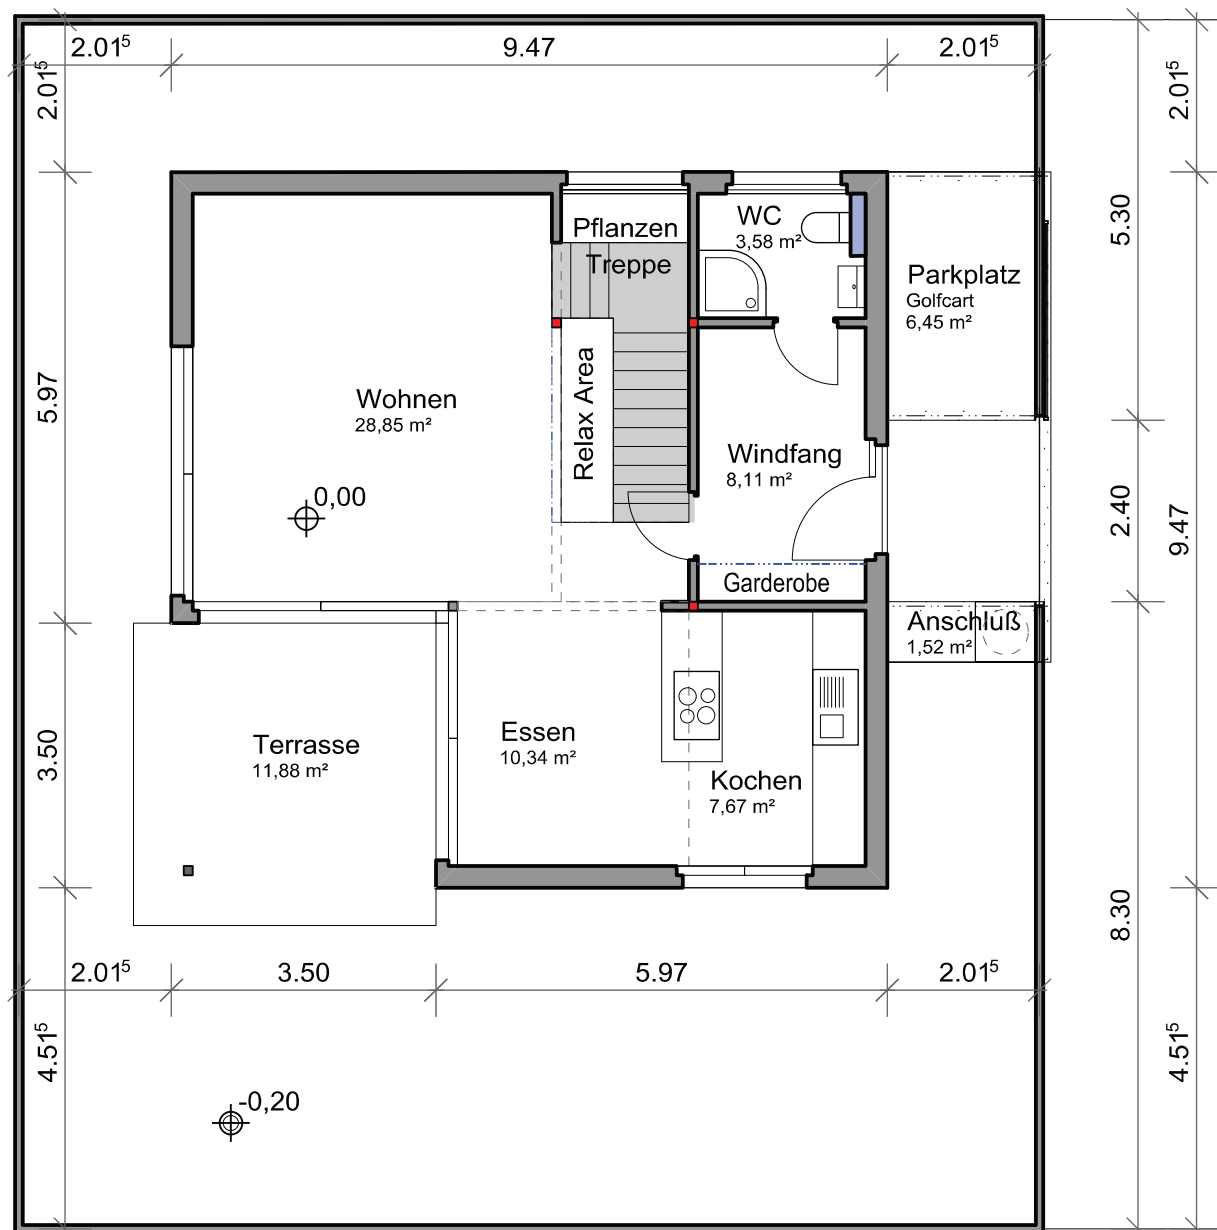 2.01⁵ 9.47 2.01⁵
2.01⁵
2.01⁵
5.97
3.50
4.51⁵
5.30
2.40
8.30
9.47
4.51⁵
Pflanzen
Treppe
WC
3,58 m²
Parkplatz
Golfcart
6,45 m²
Wohnen
28,85 m²
Relax Area
Windfang
8,11 m²
0,00
Garderobe
Anschluß
1,52 m²
Terrasse
11,88 m²
Essen
10,34 m²
Kochen
7,67 m²
2.01⁵ 3.50 5.97 2.01⁵
-0,20